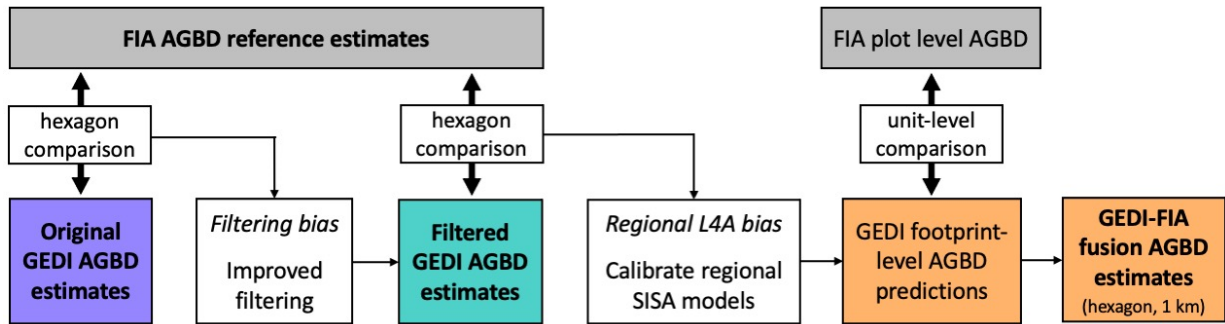 FIA AGBD reference estimates
FIA plot level AGBD
hexagon
comparison
hexagon
comparison
unit-level
comparison
Original
GEDI AGBD
estimates
Filtering bias
Improved
filtering
Filtered
GEDI AGBD
estimates
Regional L4A bias
Calibrate regional
SISA models
GEDI footprint-
level AGBD
predictions
GEDI-FIA
fusion AGBD
estimates
(hexagon, 1 km)